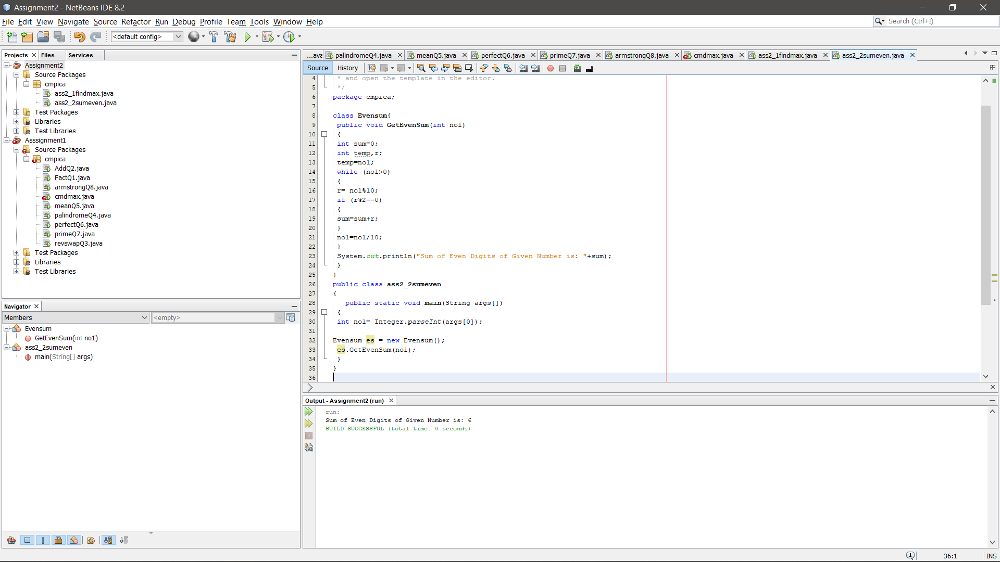 Assignment2 - NetBeans IDE 8.2
File Edit View Navigate Source Refactor Run Debug Profile Team Tools Window Help
Search (Ctrl+I)
<default config>
Projects Files Services
Assignment2
Source Packages
cmpica
ass2_1findmax.java
ass2_2sumeven.java
Test Packages
Libraries
Test Libraries
Asssignment1
Source Packages
cmpica
AddQ2.java
FactQ1.java
armstrongQ8.java
cmdmax.java
meanQ5.java
palindromeQ4.java
perfectQ6.java
primeQ7.java
revswapQ3.java
Test Packages
Libraries
Test Libraries
Navigator
Members <empty>
Evensum
GetEvenSum(int no1)
ass2_2sumeven
main(String[] args)
...ava palindromeQ4.java meanQ5.java perfectQ6.java primeQ7.java armstrongQ8.java cmdmax.java ass2_1findmax.java ass2_2sumeven.java
Source History
4 * and open the template in the editor.
5 */
6 package cmpica;
7
8 class Evensum{
9 public void GetEvenSum(int no1)
10 {
11 int sum=0;
12 int temp,r;
13 temp=no1;
14 while (no1>0)
15 {
16 r= no1%10;
17 if (r%2==0)
18 {
19 sum=sum+r;
20 }
21 no1=no1/10;
22 }
23 System.out.println("Sum of Even Digits of Given Number is: "+sum);
24 }
25 }
26 public class ass2_2sumeven
27 {
28 public static void main(String args[])
29 {
30 int no1= Integer.parseInt(args[0]);
31
32 Evensum es = new Evensum();
33 es.GetEvenSum(no1);
34 }
35 }
36
Output - Assignment2 (run)
run:
Sum of Even Digits of Given Number is: 6
BUILD SUCCESSFUL (total time: 0 seconds)
1 36:1 INS